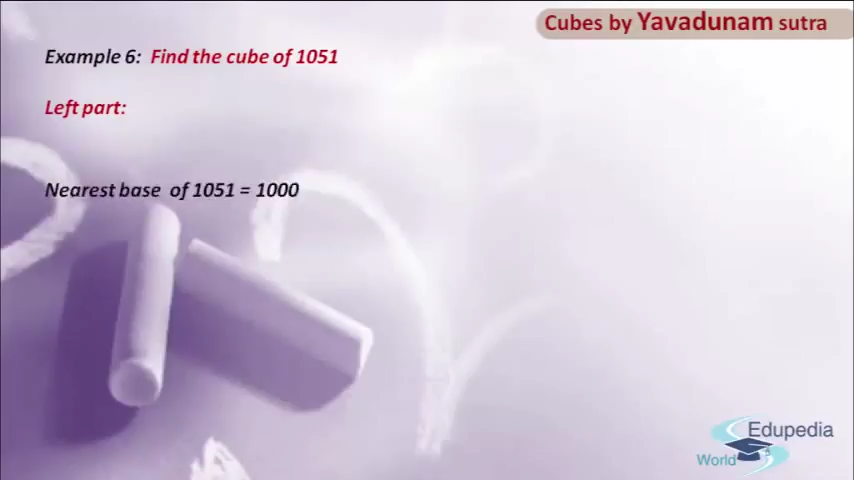 Cubes by Yavadunam sutra
Example 6: Find the cube of 1051
Left part:
Nearest base of 1051 = 1000
Edupedia
World